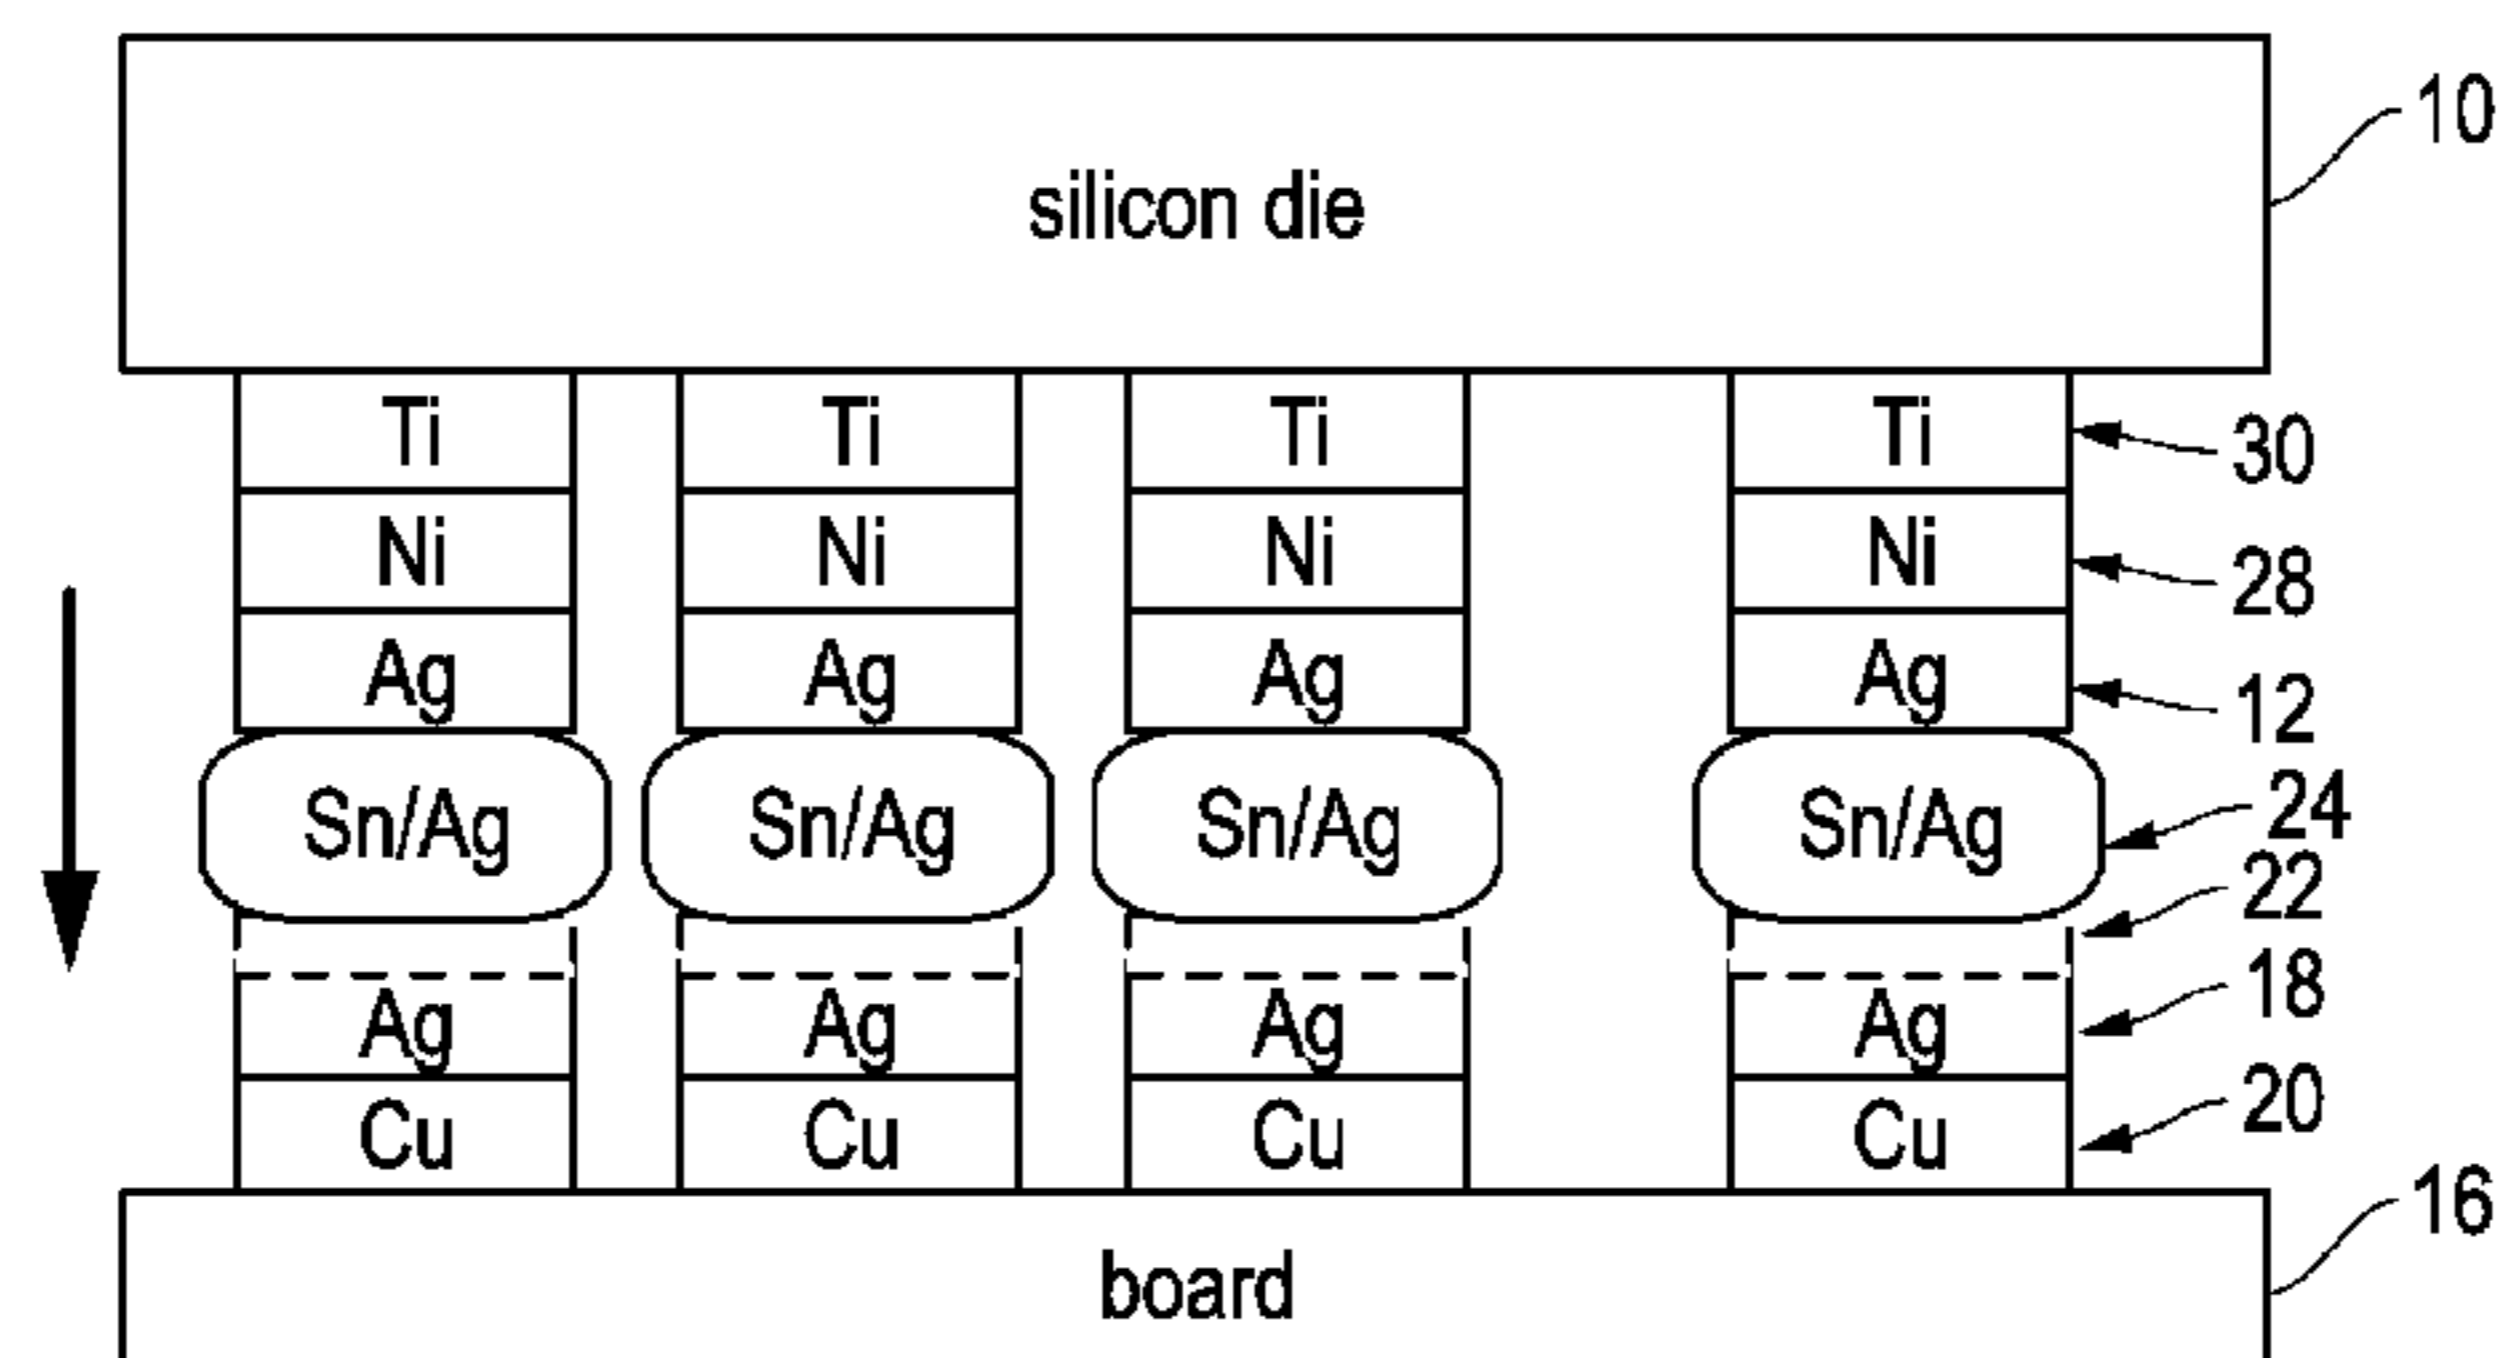 10
silicon die
Ti Ti Ti Ti 30
Ni Ni Ni Ni 28
Ag Ag Ag Ag 12
Sn/Ag Sn/Ag Sn/Ag Sn/Ag 24
22
Ag Ag Ag Ag 18
Cu Cu Cu Cu 20
16
board